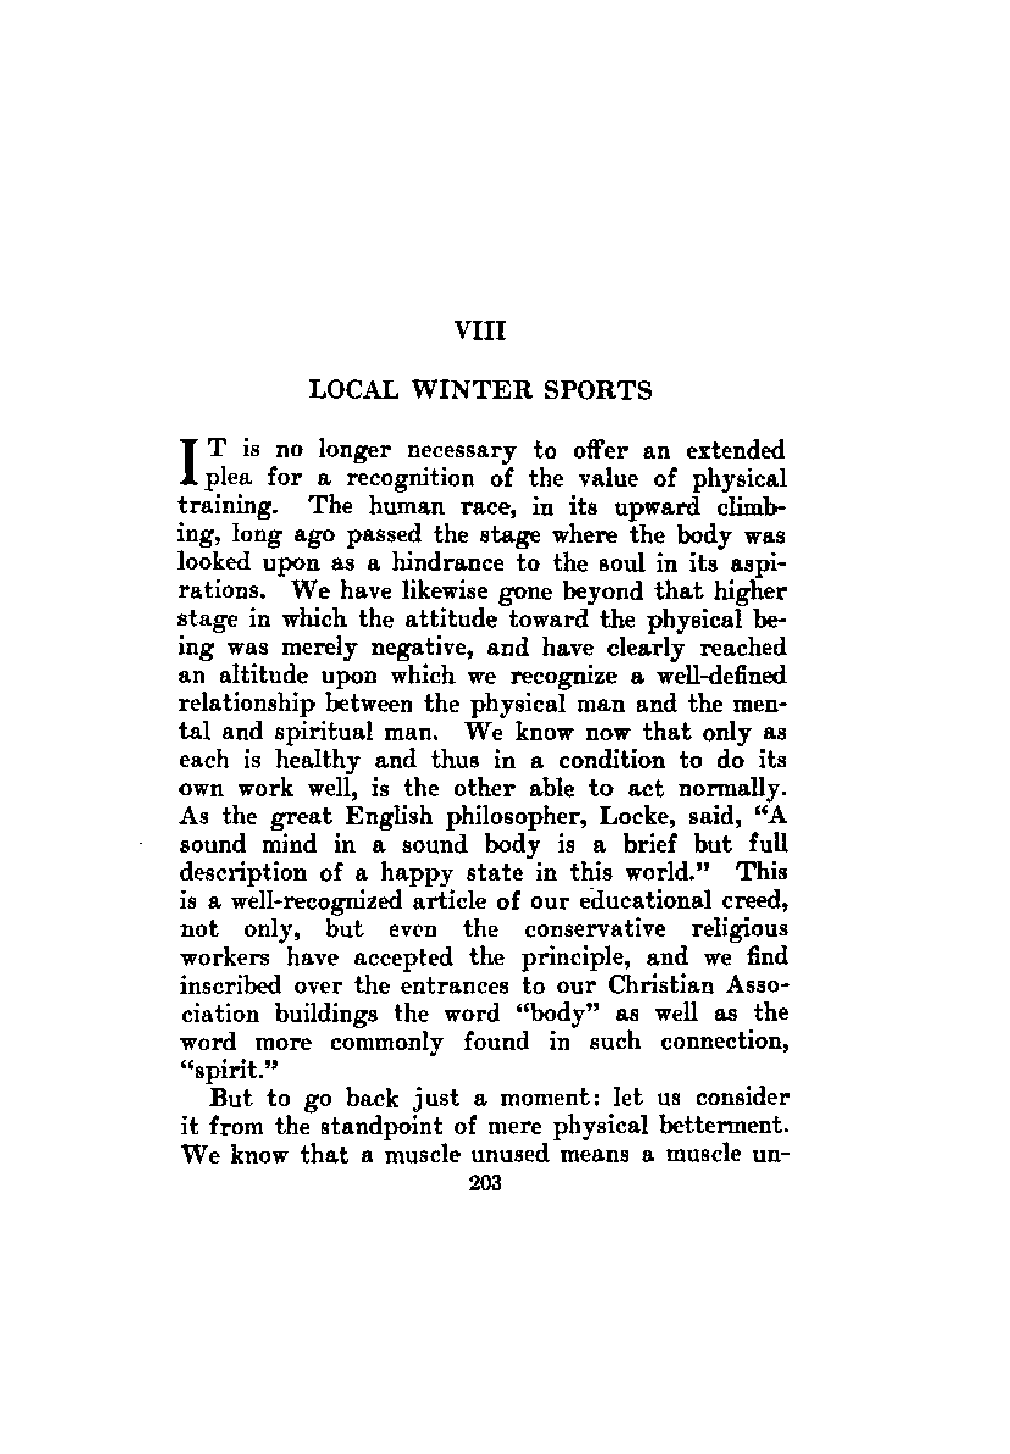 VIII
LOCAL WINTER SPORTS
IT is no longer necessary to offer an extended
plea for a recognition of the value of physical
training. The human race, in its upward climb-
ing, long ago passed the stage where the body was
looked upon as a hindrance to the soul in its aspi-
rations. We have likewise gone beyond that higher
stage in which the attitude toward the physical be-
ing was merely negative, and have clearly reached
an altitude upon which we recognize a well-defined
relationship between the physical man and the men-
tal and spiritual man. We know now that only as
each is healthy and thus in a condition to do its
own work well, is the other able to act normally.
As the great English philosopher, Locke, said, “A
sound mind in a sound body is a brief but full
description of a happy state in this world.” This
is a well-recognized article of our educational creed,
not only, but even the conservative religious
workers have accepted the principle, and we find
inscribed over the entrances to our Christian Asso-
ciation buildings the word “body” as well as the
word more commonly found in such connection,
“spirit.”
But to go back just a moment: let us consider
it from the standpoint of mere physical betterment.
We know that a muscle unused means a muscle un-
203